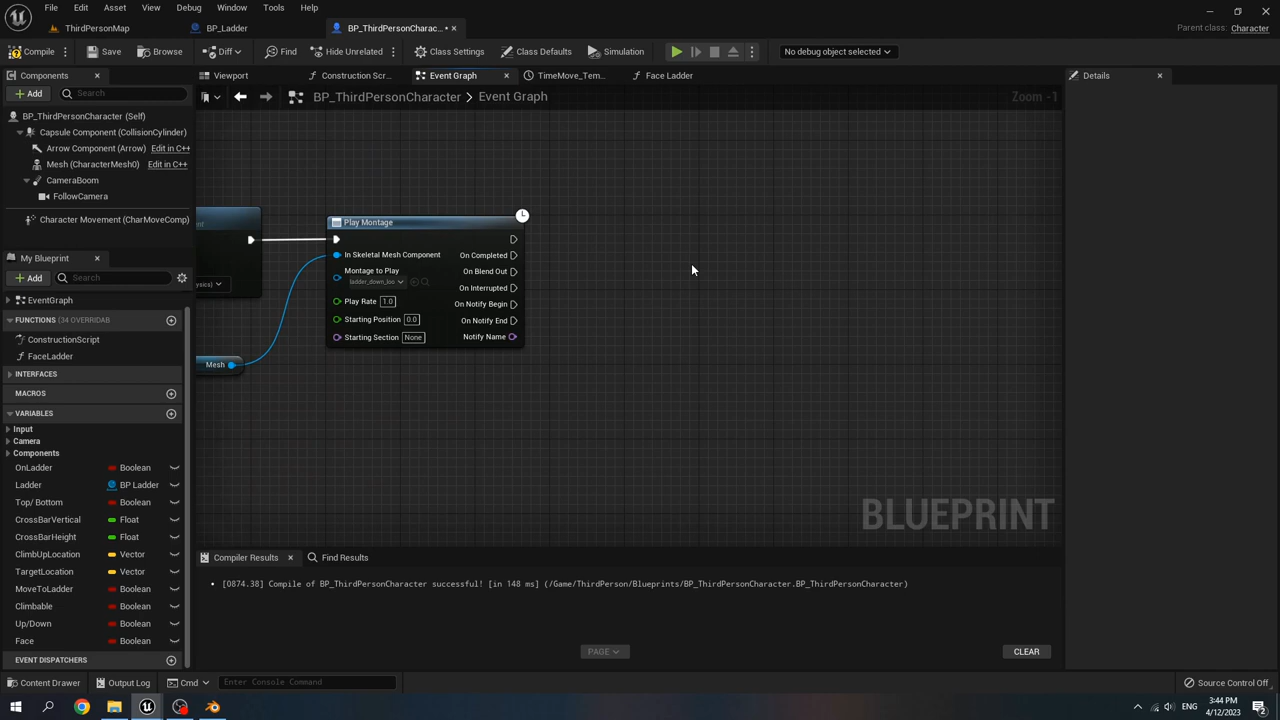 File Edit Asset View Debug Window Tools Help
Parent class: Character
ThirdPersonMap
BP_Ladder
BP_ThirdPersonCharac...
Compile
Save
Browse
Diff
Find
Hide Unrelated
Class Settings
Class Defaults
Simulation
No debug object selected
Components
Viewport
Construction Scr...
Event Graph
TimeMove_Tem...
Face Ladder
Details
Add
Search
BP_ThirdPersonCharacter > Event Graph
Zoom -1
BP_ThirdPersonCharacter (Self)
Capsule Component (CollisionCylinder)
Arrow Component (Arrow) Edit in C++
Mesh (CharacterMesh0) Edit in C++
CameraBoom
FollowCamera
Character Movement (CharMoveComp)
My Blueprint
Add
Search
EventGraph
FUNCTIONS (34 OVERRIDAB
ConstructionScript
FaceLadder
INTERFACES
MACROS
VARIABLES
Input
Camera
Components
OnLadder Boolean
Ladder BP Ladder
Top/ Bottom Boolean
CrossBarVertical Float
CrossBarHeight Float
ClimbUpLocation Vector
TargetLocation Vector
MoveToLadder Boolean
Climbable Boolean
Up/Down Boolean
Face Boolean
EVENT DISPATCHERS
Play Montage
On Completed
In Skeletal Mesh Component
On Blend Out
Montage to Play
ladder_down_loo
On Interrupted
Play Rate 1.0
On Notify Begin
Starting Position 0.0
On Notify End
Starting Section None
Notify Name
Mesh
BLUEPRINT
Compiler Results
Find Results
[0874.38] Compile of BP_ThirdPersonCharacter successful! [in 148 ms] (/Game/ThirdPerson/Blueprints/BP_ThirdPersonCharacter.BP_ThirdPersonCharacter)
PAGE
CLEAR
Content Drawer
Output Log
Cmd
Enter Console Command
Source Control Off
ENG
3:44 PM
4/12/2023